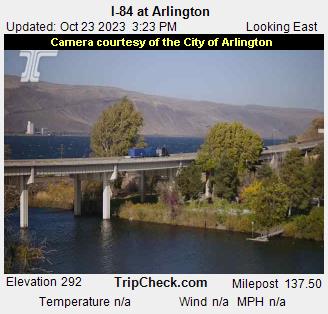 I-84 at Arlington
Updated: Oct 23 2023 3:23 PM Looking East
Camera courtesy of the City of Arlington
Elevation 292 TripCheck.com Milepost 137.50
Temperature n/a Wind n/a MPH n/a